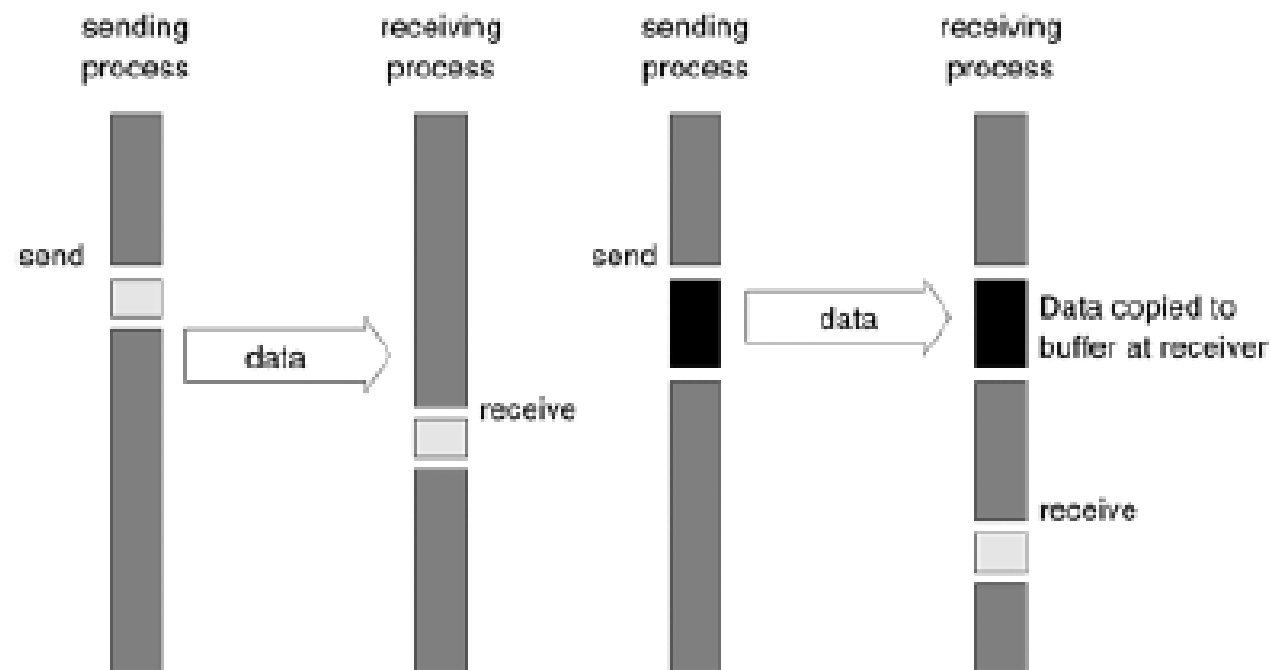 sending
process
receiving
process
sending
process
receiving
process
send
data
receive
send
data
Data copied to
buffer at receiver
receive